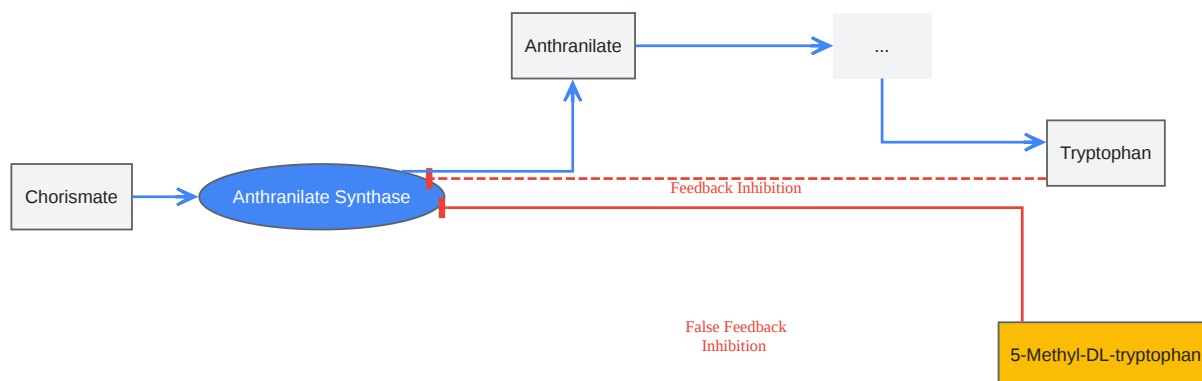 Anthranilate
...
Tryptophan
Chorismate
Anthranilate Synthase
Feedback Inhibition
False Feedback
Inhibition
5-Methyl-DL-tryptophan